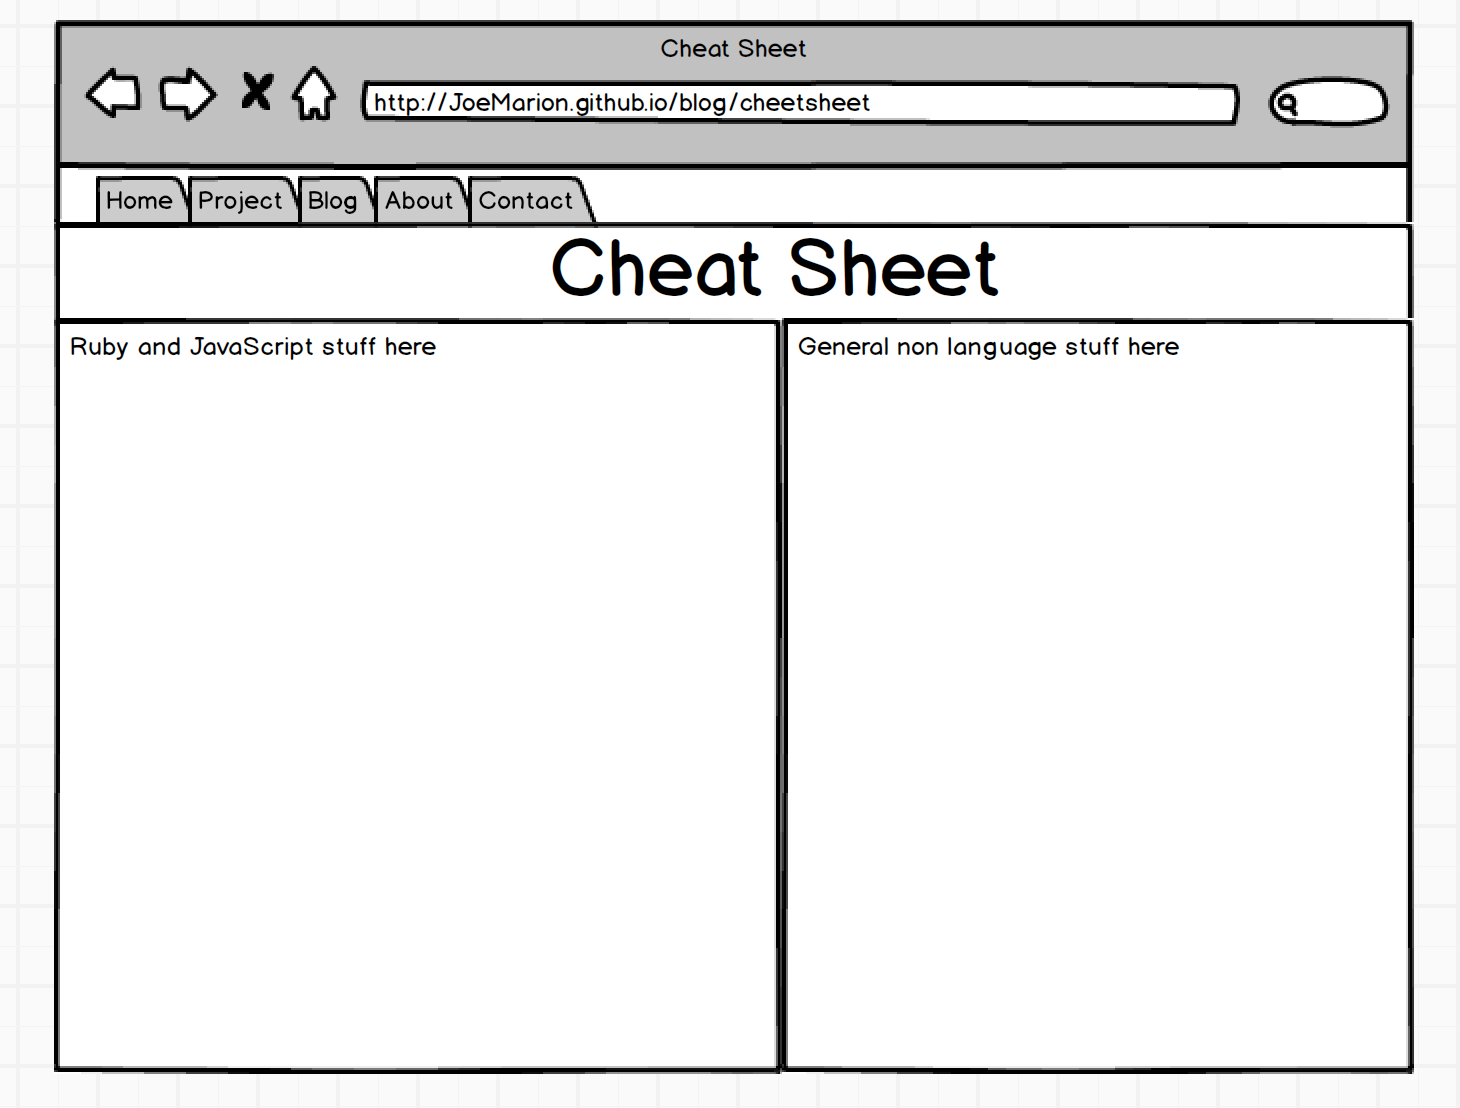 Cheat Sheet
http://JoeMarion.github.io/blog/cheetsheet
Home Project Blog About Contact
Cheat Sheet
Ruby and JavaScript stuff here
General non language stuff here